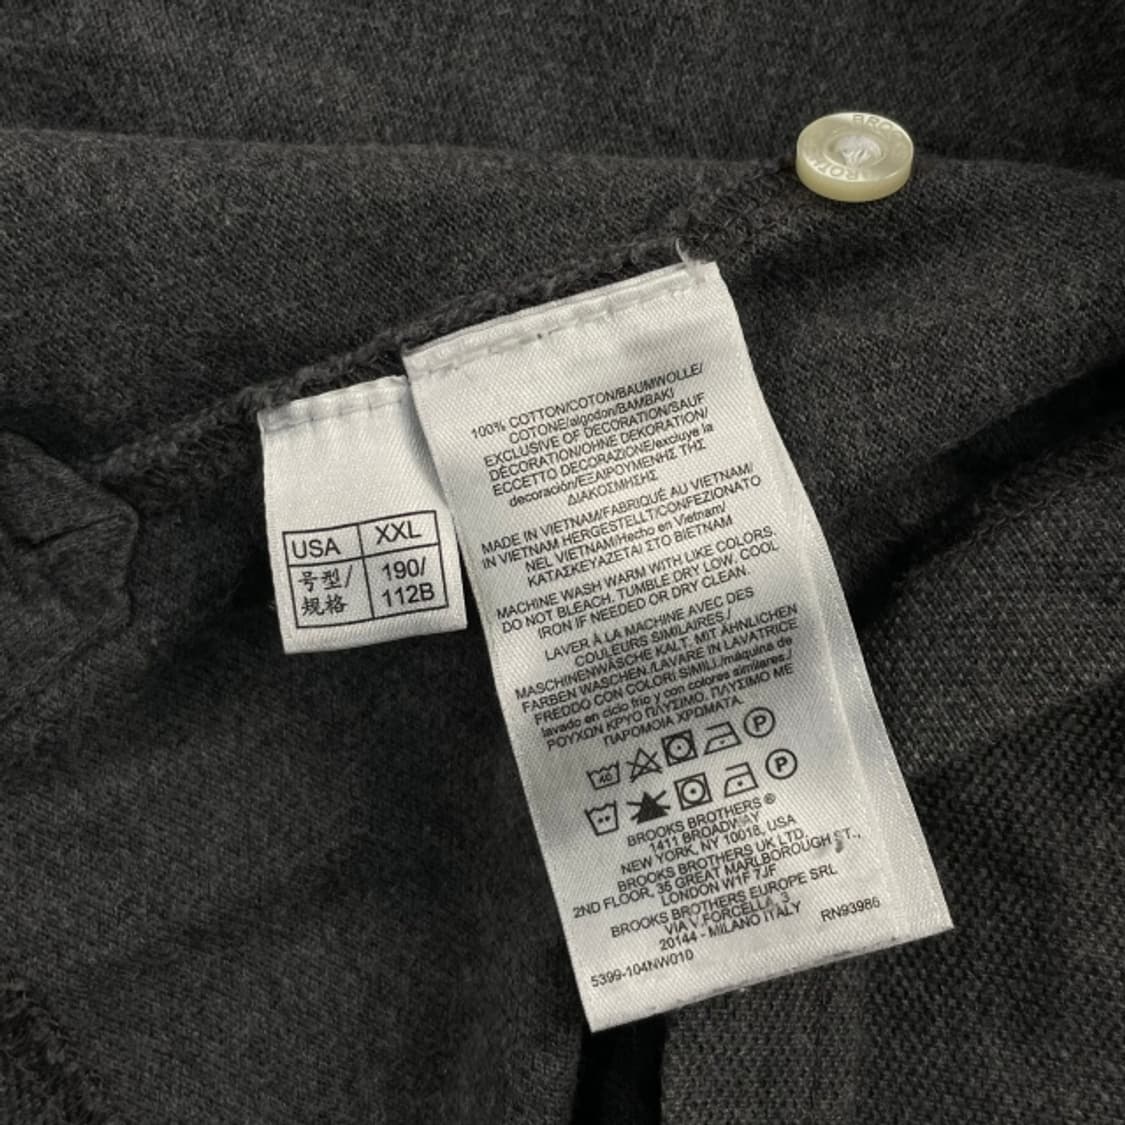 BROO
BROT
USA XXL
号型/ 190/
规格 112B
100% COTTON/COTON/BAUMWOLLE/
COTONE/algodon/BAMBAKI
EXCLUSIVE OF DECORATION/SAUF
DÉCORATION/OHNE DEKORATION/
ECCETTO DECORAZIONE/excluye la
decoración/ΕΞΑΙΡΟΥΜΕΝΗΣ ΤΗΣ
ΔΙΑΚΟΣΜΗΣΗΣ
MADE IN VIETNAM/FABRIQUÉ AU VIETNAM/
IN VIETNAM HERGESTELLT/CONFEZIONATO
NEL VIETNAM/Hecho en Vietnam/
ΚΑΤΑΣΚΕΥΑΖΕΤΑΙ ΣΤΟ ΒΙΕΤΝΑΜ
MACHINE WASH WARM WITH LIKE COLORS.
DO NOT BLEACH. TUMBLE DRY LOW. COOL
IRON IF NEEDED OR DRY CLEAN.
LAVER À LA MACHINE AVEC DES
COULEURS SIMILAIRES./
MASCHINENWÄSCHE KALT. MIT ÄHNLICHEN
FARBEN WASCHEN./LAVARE IN LAVATRICE
FREDDO CON COLORI SIMILI./máquina de
lavado en ciclo frio y con colores similares./
ΡΟΥΧΩΝ ΚΡΥΟ ΠΛΥΣΙΜΟ. ΠΛΥΣΙΜΟ ΜΕ
ΠΑΡΟΜΟΙΑ ΧΡΩΜΑΤΑ.
40 P
P
BROOKS BROTHERS ®
1411 BROADWAY
NEW YORK, NY 10018, USA
BROOKS BROTHERS UK LTD.
2ND FLOOR, 35 GREAT MARLBOROUGH ST.,
LONDON W1F 7JF
BROOKS BROTHERS EUROPE SRL
VIA V.FORCELLA, 3
20144 - MILANO ITALY
RN93986
5399-104NW010